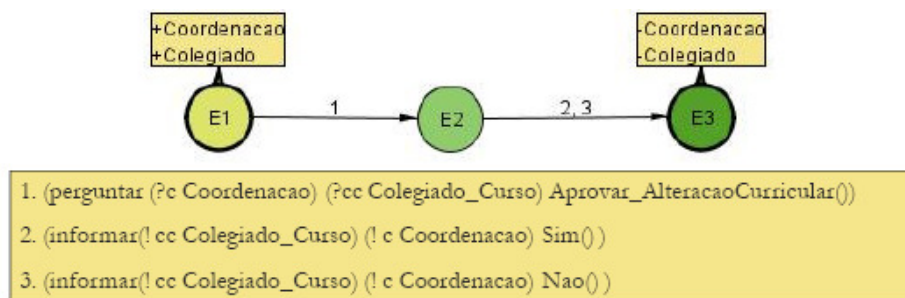 +Coordenacao
+Colegiado
-Coordenacao
-Colegiado
E1
1
E2
2, 3
E3
1. (perguntar (?c Coordenacao) (?cc Colegiado_Curso) Aprovar_AlteracaoCurricular())
2. (informar(! cc Colegiado_Curso) (! c Coordenacao) Sim() )
3. (informar(! cc Colegiado_Curso) (! c Coordenacao) Nao() )